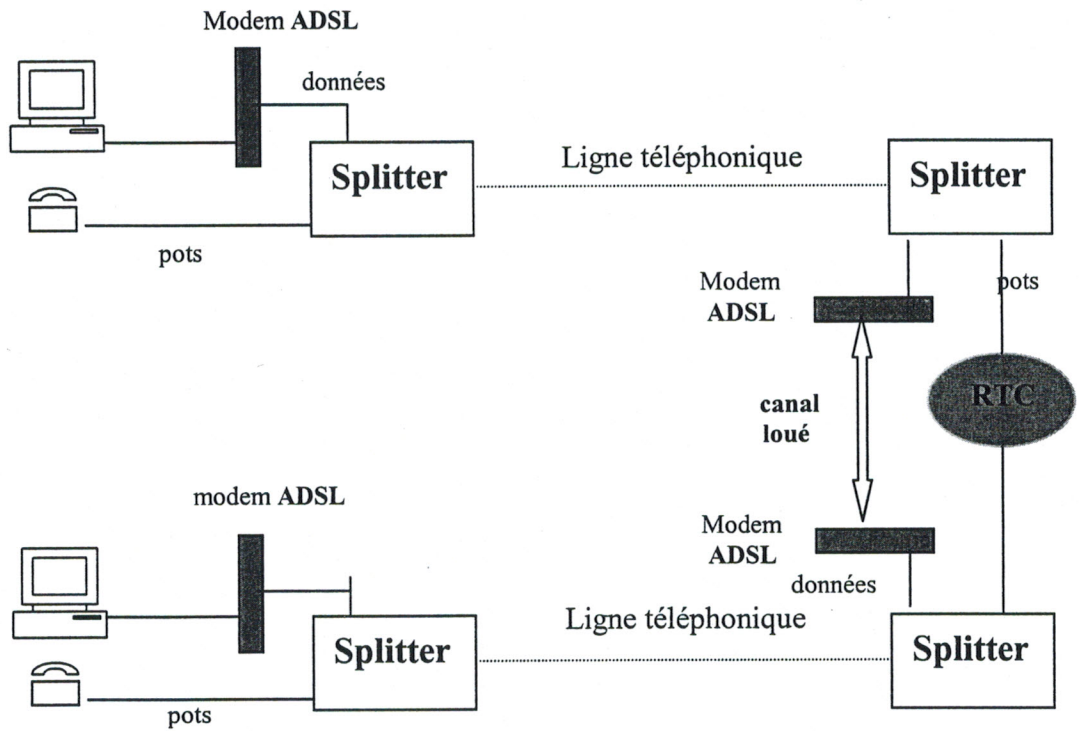 Modem ADSL
données
Splitter
Ligne téléphonique
Splitter
pots
Modem
ADSL
pots
RTC
canal
loué
modem ADSL
Modem
ADSL
données
Ligne téléphonique
Splitter
Splitter
pots